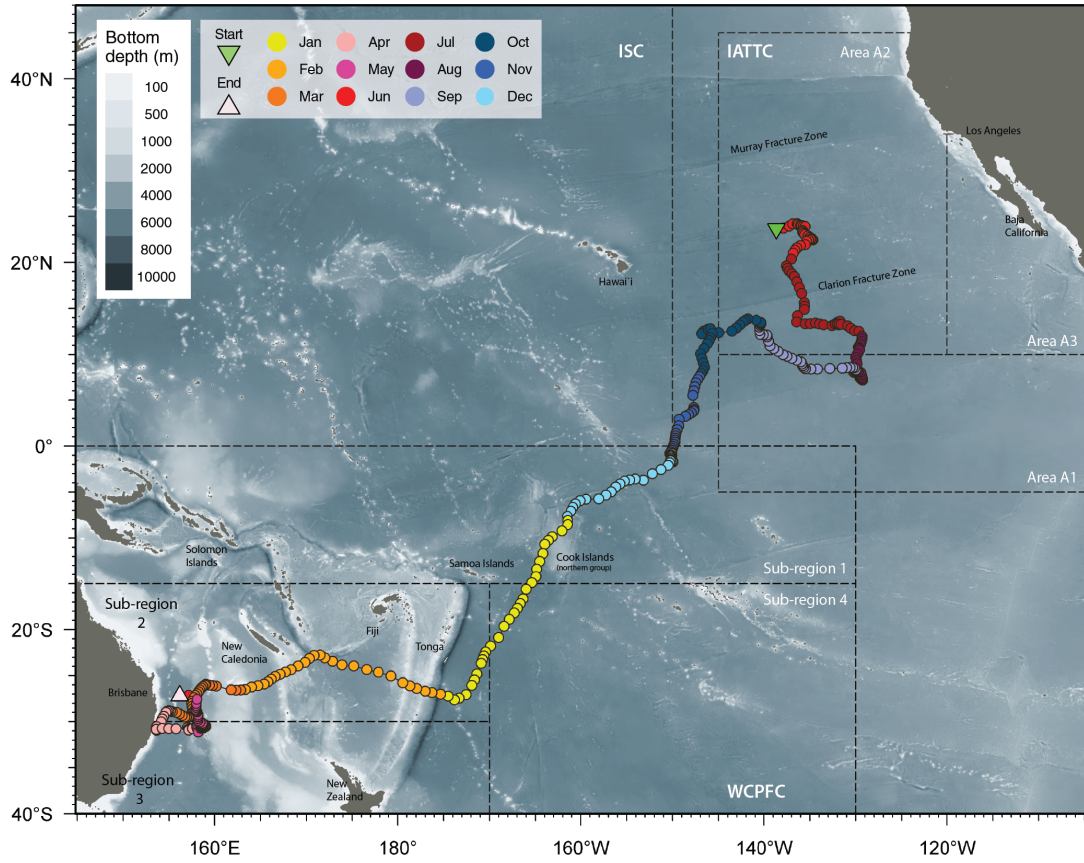 Bottom
depth (m)
100
500
1000
2000
4000
6000
8000
10000
Start
End
Jan
Feb
Mar
Apr
May
Jun
Jul
Aug
Sep
Oct
Nov
Dec
ISC
IATTC
Area A2
40°N
20°N
0°
20°S
40°S
Murray Fracture Zone
Los Angeles
Baja
California
Hawai`i
Clarion Fracture Zone
Area A3
Area A1
Solomon
Islands
Samoa Islands
Cook Islands
(northern group)
Sub-region 1
Sub-region 4
Sub-region
2
Fiji
Tonga
New
Caledonia
Brisbane
Sub-region
3
New
Zealand
WCPFC
160°E
180°
160°W
140°W
120°W